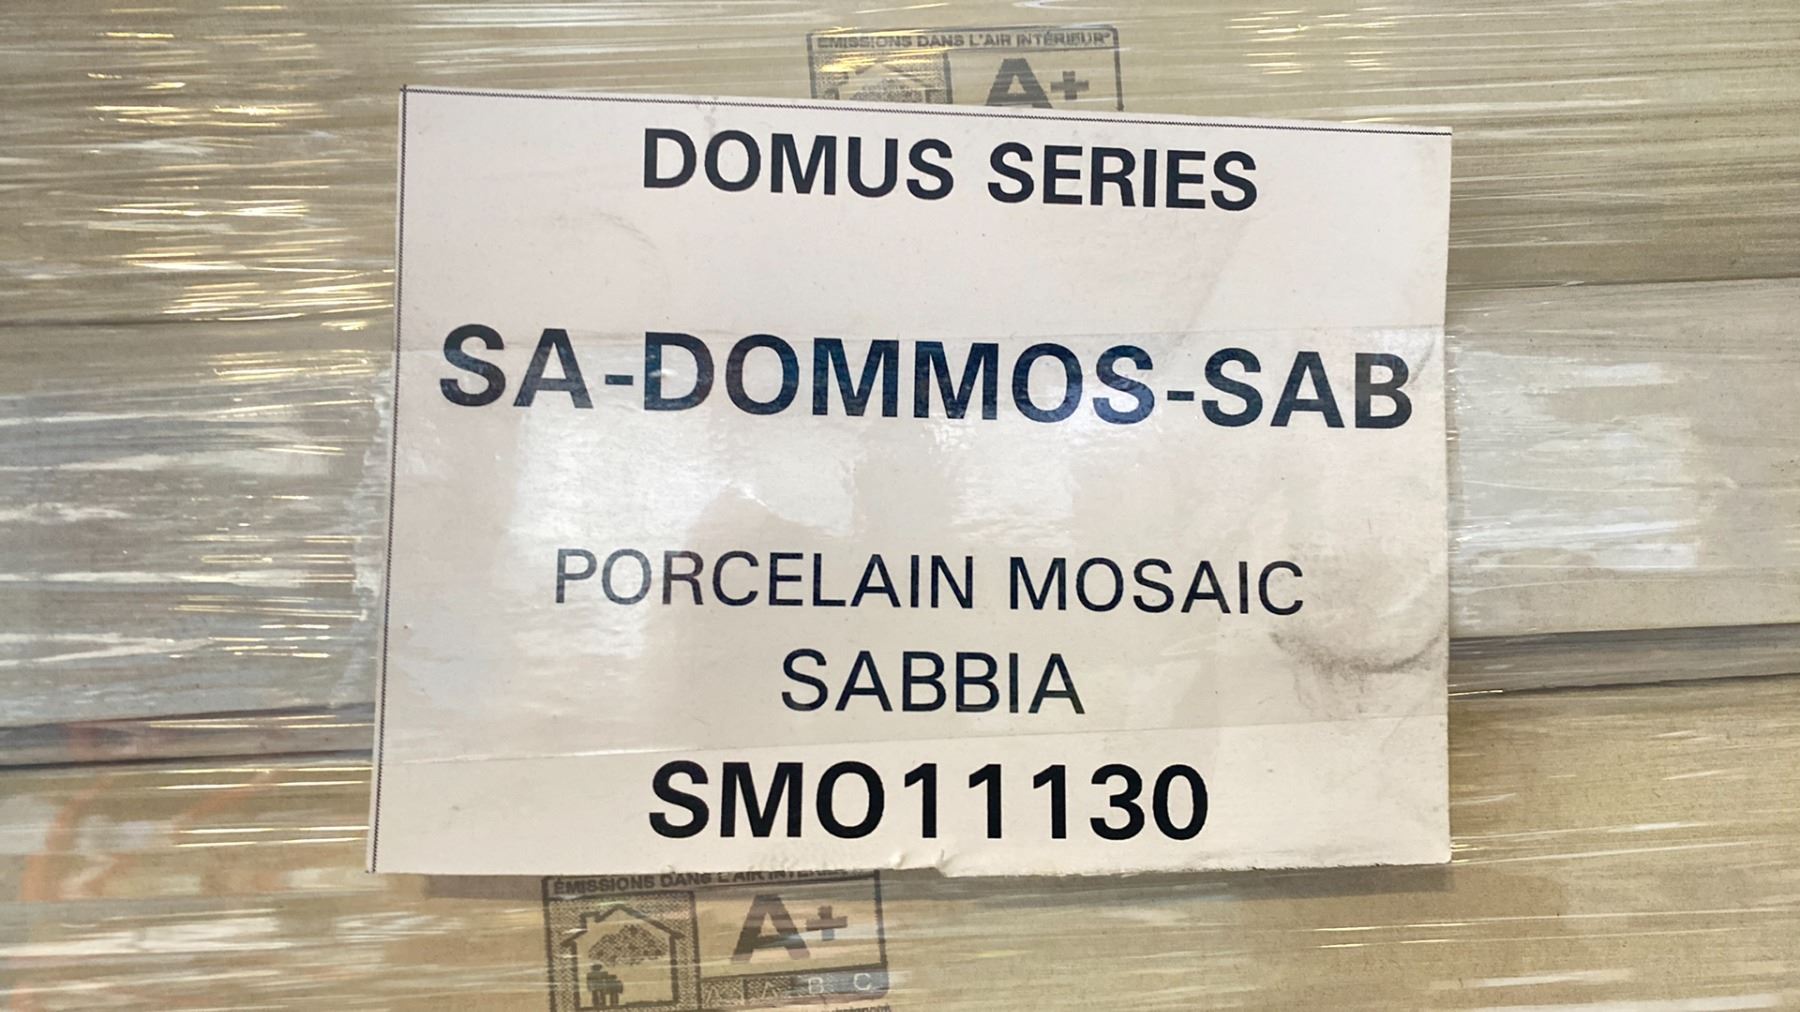 ÉMISSIONS DANS L'AIR INTÉRIEUR*
A+
DOMUS SERIES
SA-DOMMOS-SAB
PORCELAIN MOSAIC
SABBIA
SMO11130
ÉMISSIONS DANS L'AIR INTÉRIEUR
A+
A B C